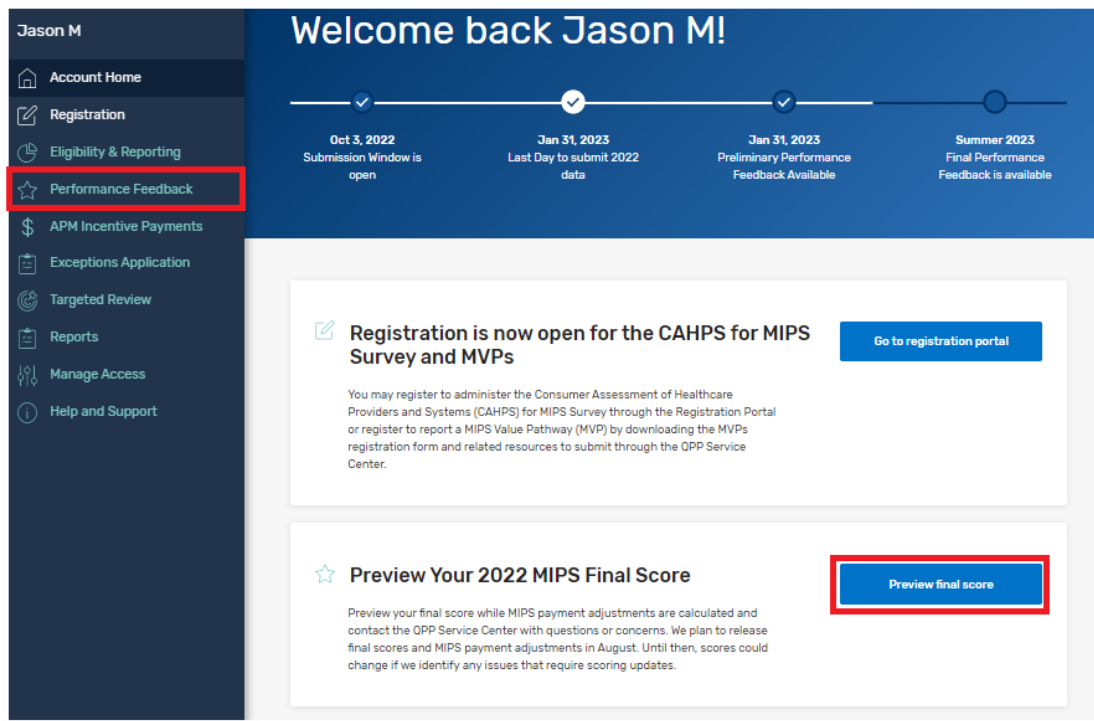 Jason M
Account Home
Registration
Eligibility & Reporting
Performance Feedback
APM Incentive Payments
Exceptions Application
Targeted Review
Reports
Manage Access
Help and Support
Welcome back Jason M!
Oct 3, 2022
Submission Window is
open
Jan 31, 2023
Last Day to submit 2022
data
Jan 31, 2023
Preliminary Performance
Feedback Available
Summer 2023
Final Performance
Feedback is available
Registration is now open for the CAHPS for MIPS
Survey and MVPs
Go to registration portal
You may register to administer the Consumer Assessment of Healthcare
Providers and Systems (CAHPS) for MIPS Survey through the Registration Portal
or register to report a MIPS Value Pathway (MVP) by downloading the MVPs
registration form and related resources to submit through the QPP Service
Center.
Preview Your 2022 MIPS Final Score
Preview final score
Preview your final score while MIPS payment adjustments are calculated and
contact the QPP Service Center with questions or concerns. We plan to release
final scores and MIPS payment adjustments in August. Until then, scores could
change if we identify any issues that require scoring updates.